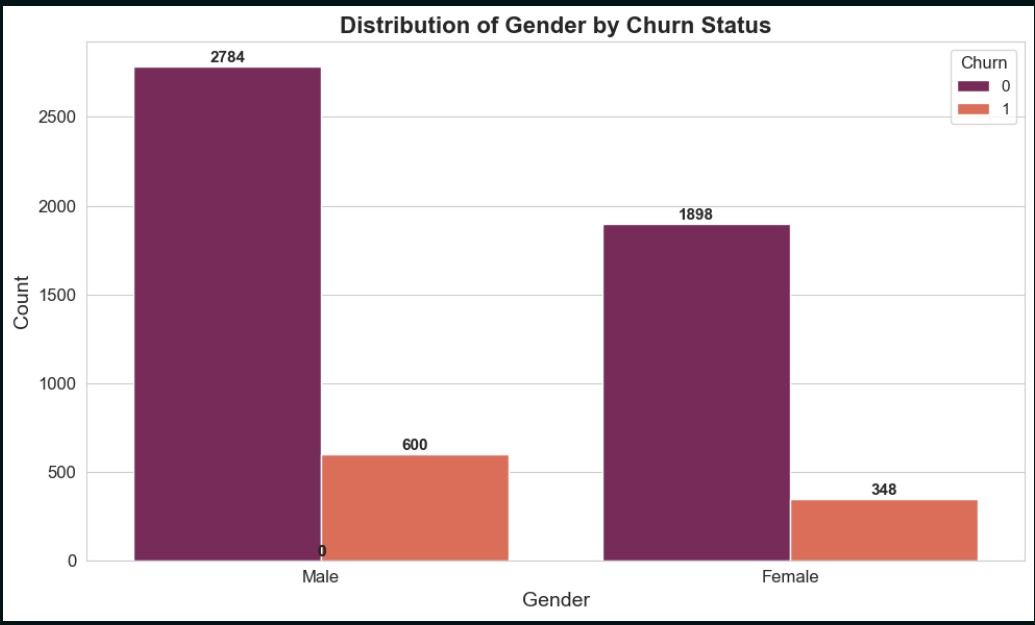 Distribution of Gender by Churn Status
Churn
0
1
2784
1898
600
348
0
2500
2000
1500
1000
500
0
Count
Male
Female
Gender